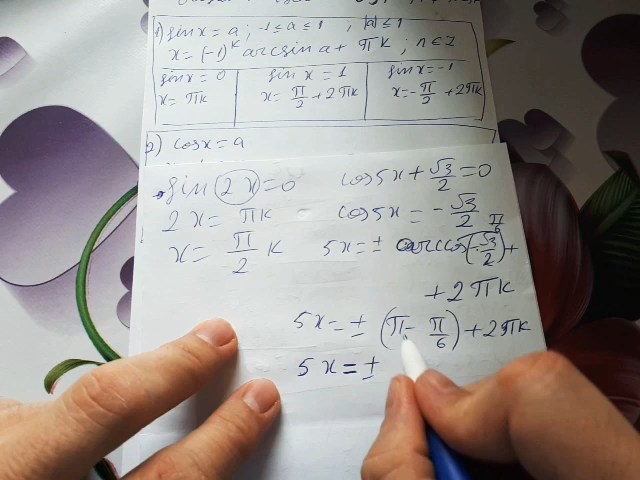 1) sin x = a ; -1 ≤ a ≤ 1 , |a| ≤ 1
x = (-1)^k arcsin a + πk ; n ∈ Z
sin x = 0
x = πk
sin x = 1
x = π/2 + 2πk
sin x = -1
x = -π/2 + 2πk
2) cos x = a
sin 2x = 0
2x = πk
x = π/2 k
cos 5x + √3/2 = 0
cos 5x = - √3/2
π/6
5x = ± arccos(-√3/2) +
+ 2πk
5x = ± (π - π/6) + 2πk
5x = ±